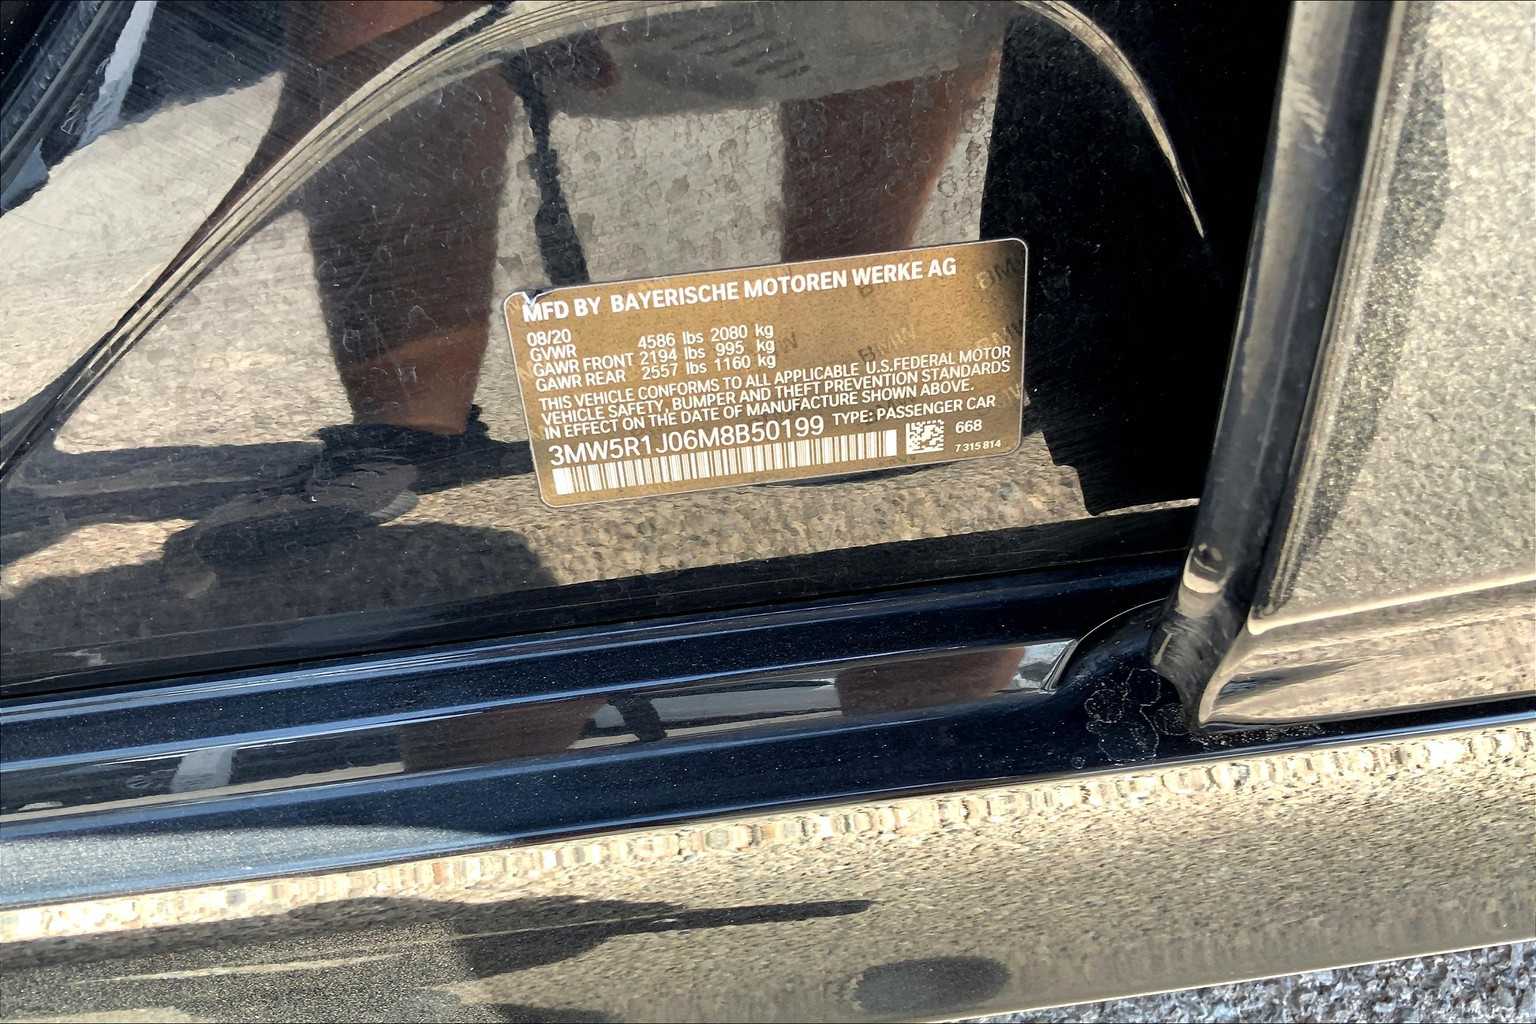 MFD BY BAYERISCHE MOTOREN WERKE AG
08/20
GVWR 4586 lbs 2080 kg
GAWR FRONT 2194 lbs 995 kg
GAWR REAR 2557 lbs 1160 kg
THIS VEHICLE CONFORMS TO ALL APPLICABLE U.S.FEDERAL MOTOR
VEHICLE SAFETY, BUMPER AND THEFT PREVENTION STANDARDS
IN EFFECT ON THE DATE OF MANUFACTURE SHOWN ABOVE.
3MW5R1J06M8B50199 TYPE: PASSENGER CAR
668
7 315 814